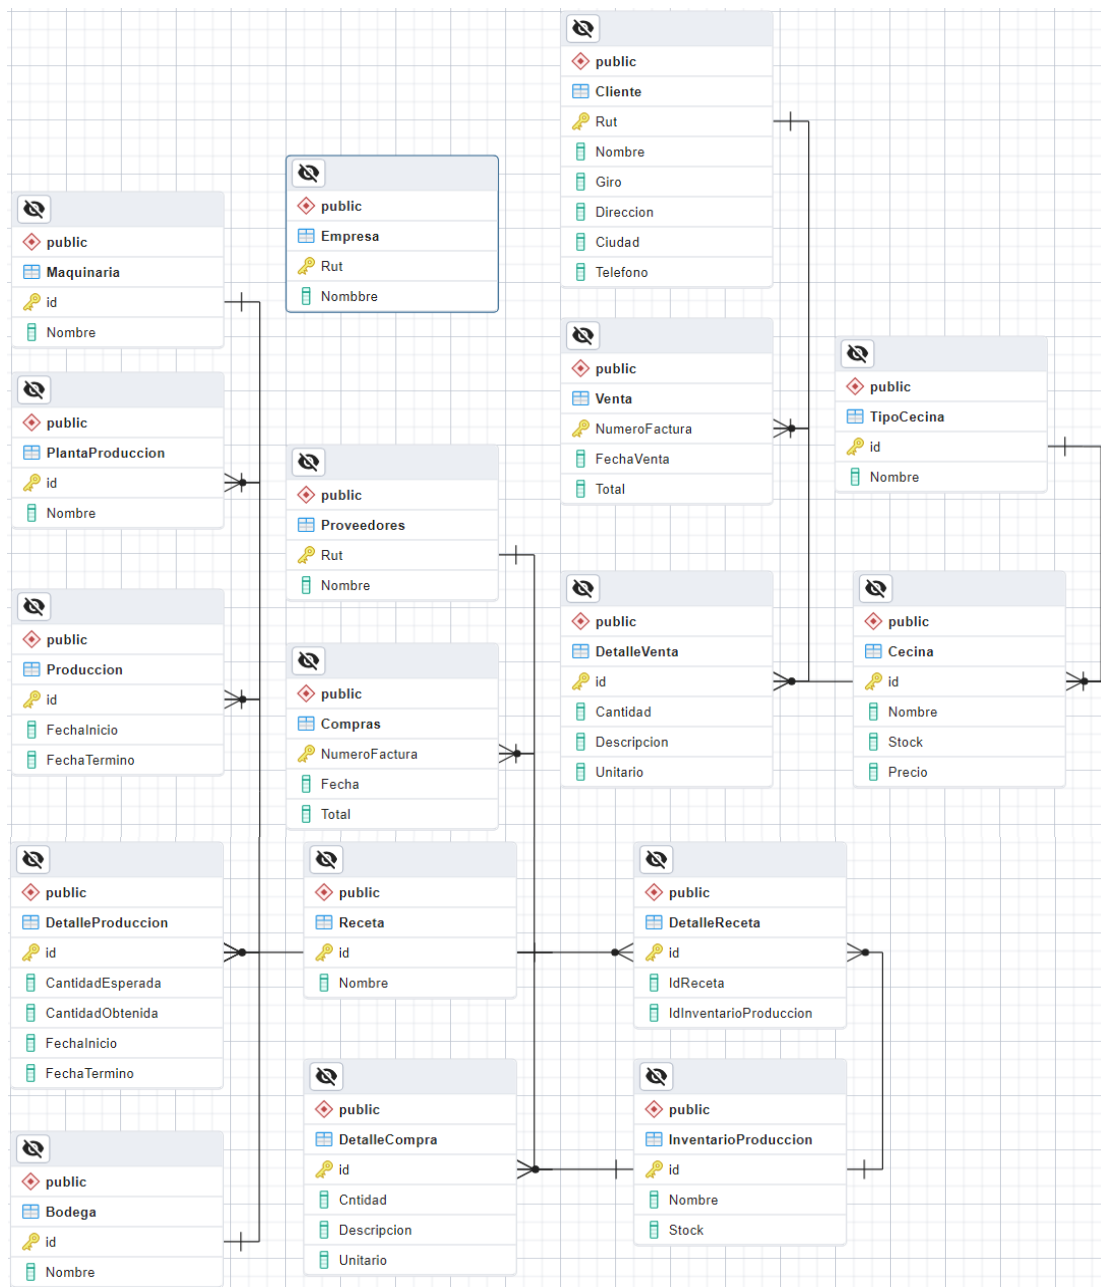 public
Cliente
Rut
Nombre
Giro
Direccion
Ciudad
Telefono
public
Empresa
Rut
Nombbre
public
Maquinaria
id
Nombre
public
Venta
NumeroFactura
FechaVenta
Total
public
TipoCecina
id
Nombre
public
PlantaProduccion
id
Nombre
public
Proveedores
Rut
Nombre
public
DetalleVenta
id
Cantidad
Descripcion
Unitario
public
Cecina
id
Nombre
Stock
Precio
public
Produccion
id
FechaInicio
FechaTermino
public
Compras
NumeroFactura
Fecha
Total
public
DetalleProduccion
id
CantidadEsperada
CantidadObtenida
FechaInicio
FechaTermino
public
Receta
id
Nombre
public
DetalleReceta
id
IdReceta
IdInventarioProduccion
public
DetalleCompra
id
Cntidad
Descripcion
Unitario
public
InventarioProduccion
id
Nombre
Stock
public
Bodega
id
Nombre